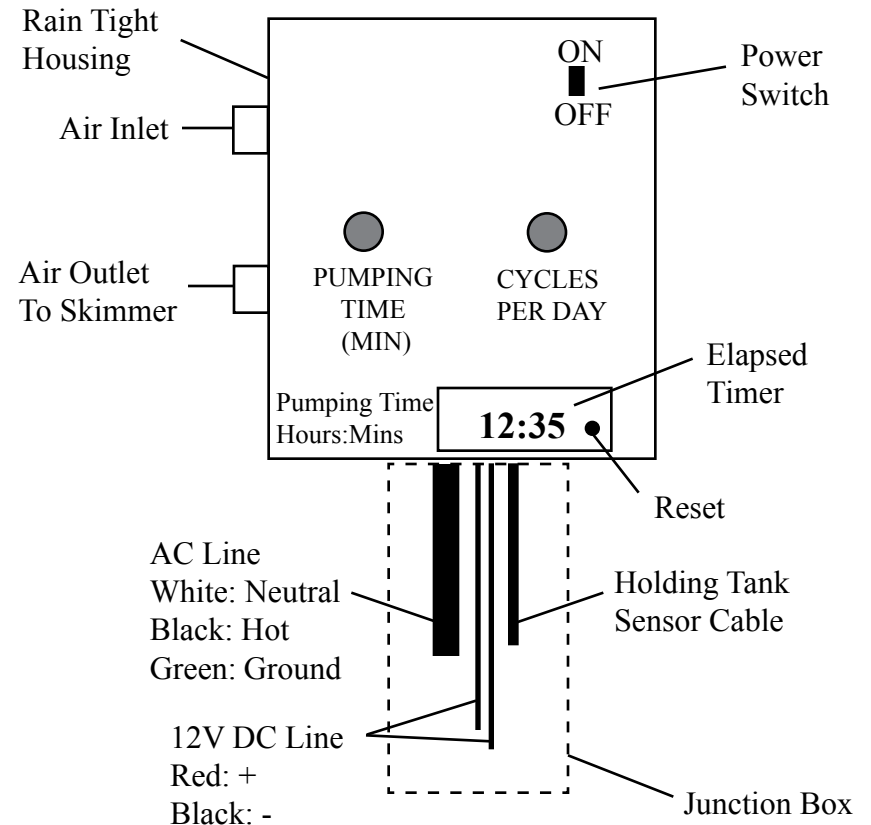 Rain Tight
Housing
ON
OFF
Power
Switch
Air Inlet
Air Outlet
To Skimmer
PUMPING
TIME
(MIN)
CYCLES
PER DAY
Elapsed
Timer
Pumping Time
Hours:Mins
12:35
Reset
AC Line
White: Neutral
Black: Hot
Green: Ground
Holding Tank
Sensor Cable
12V DC Line
Red: +
Black: -
Junction Box